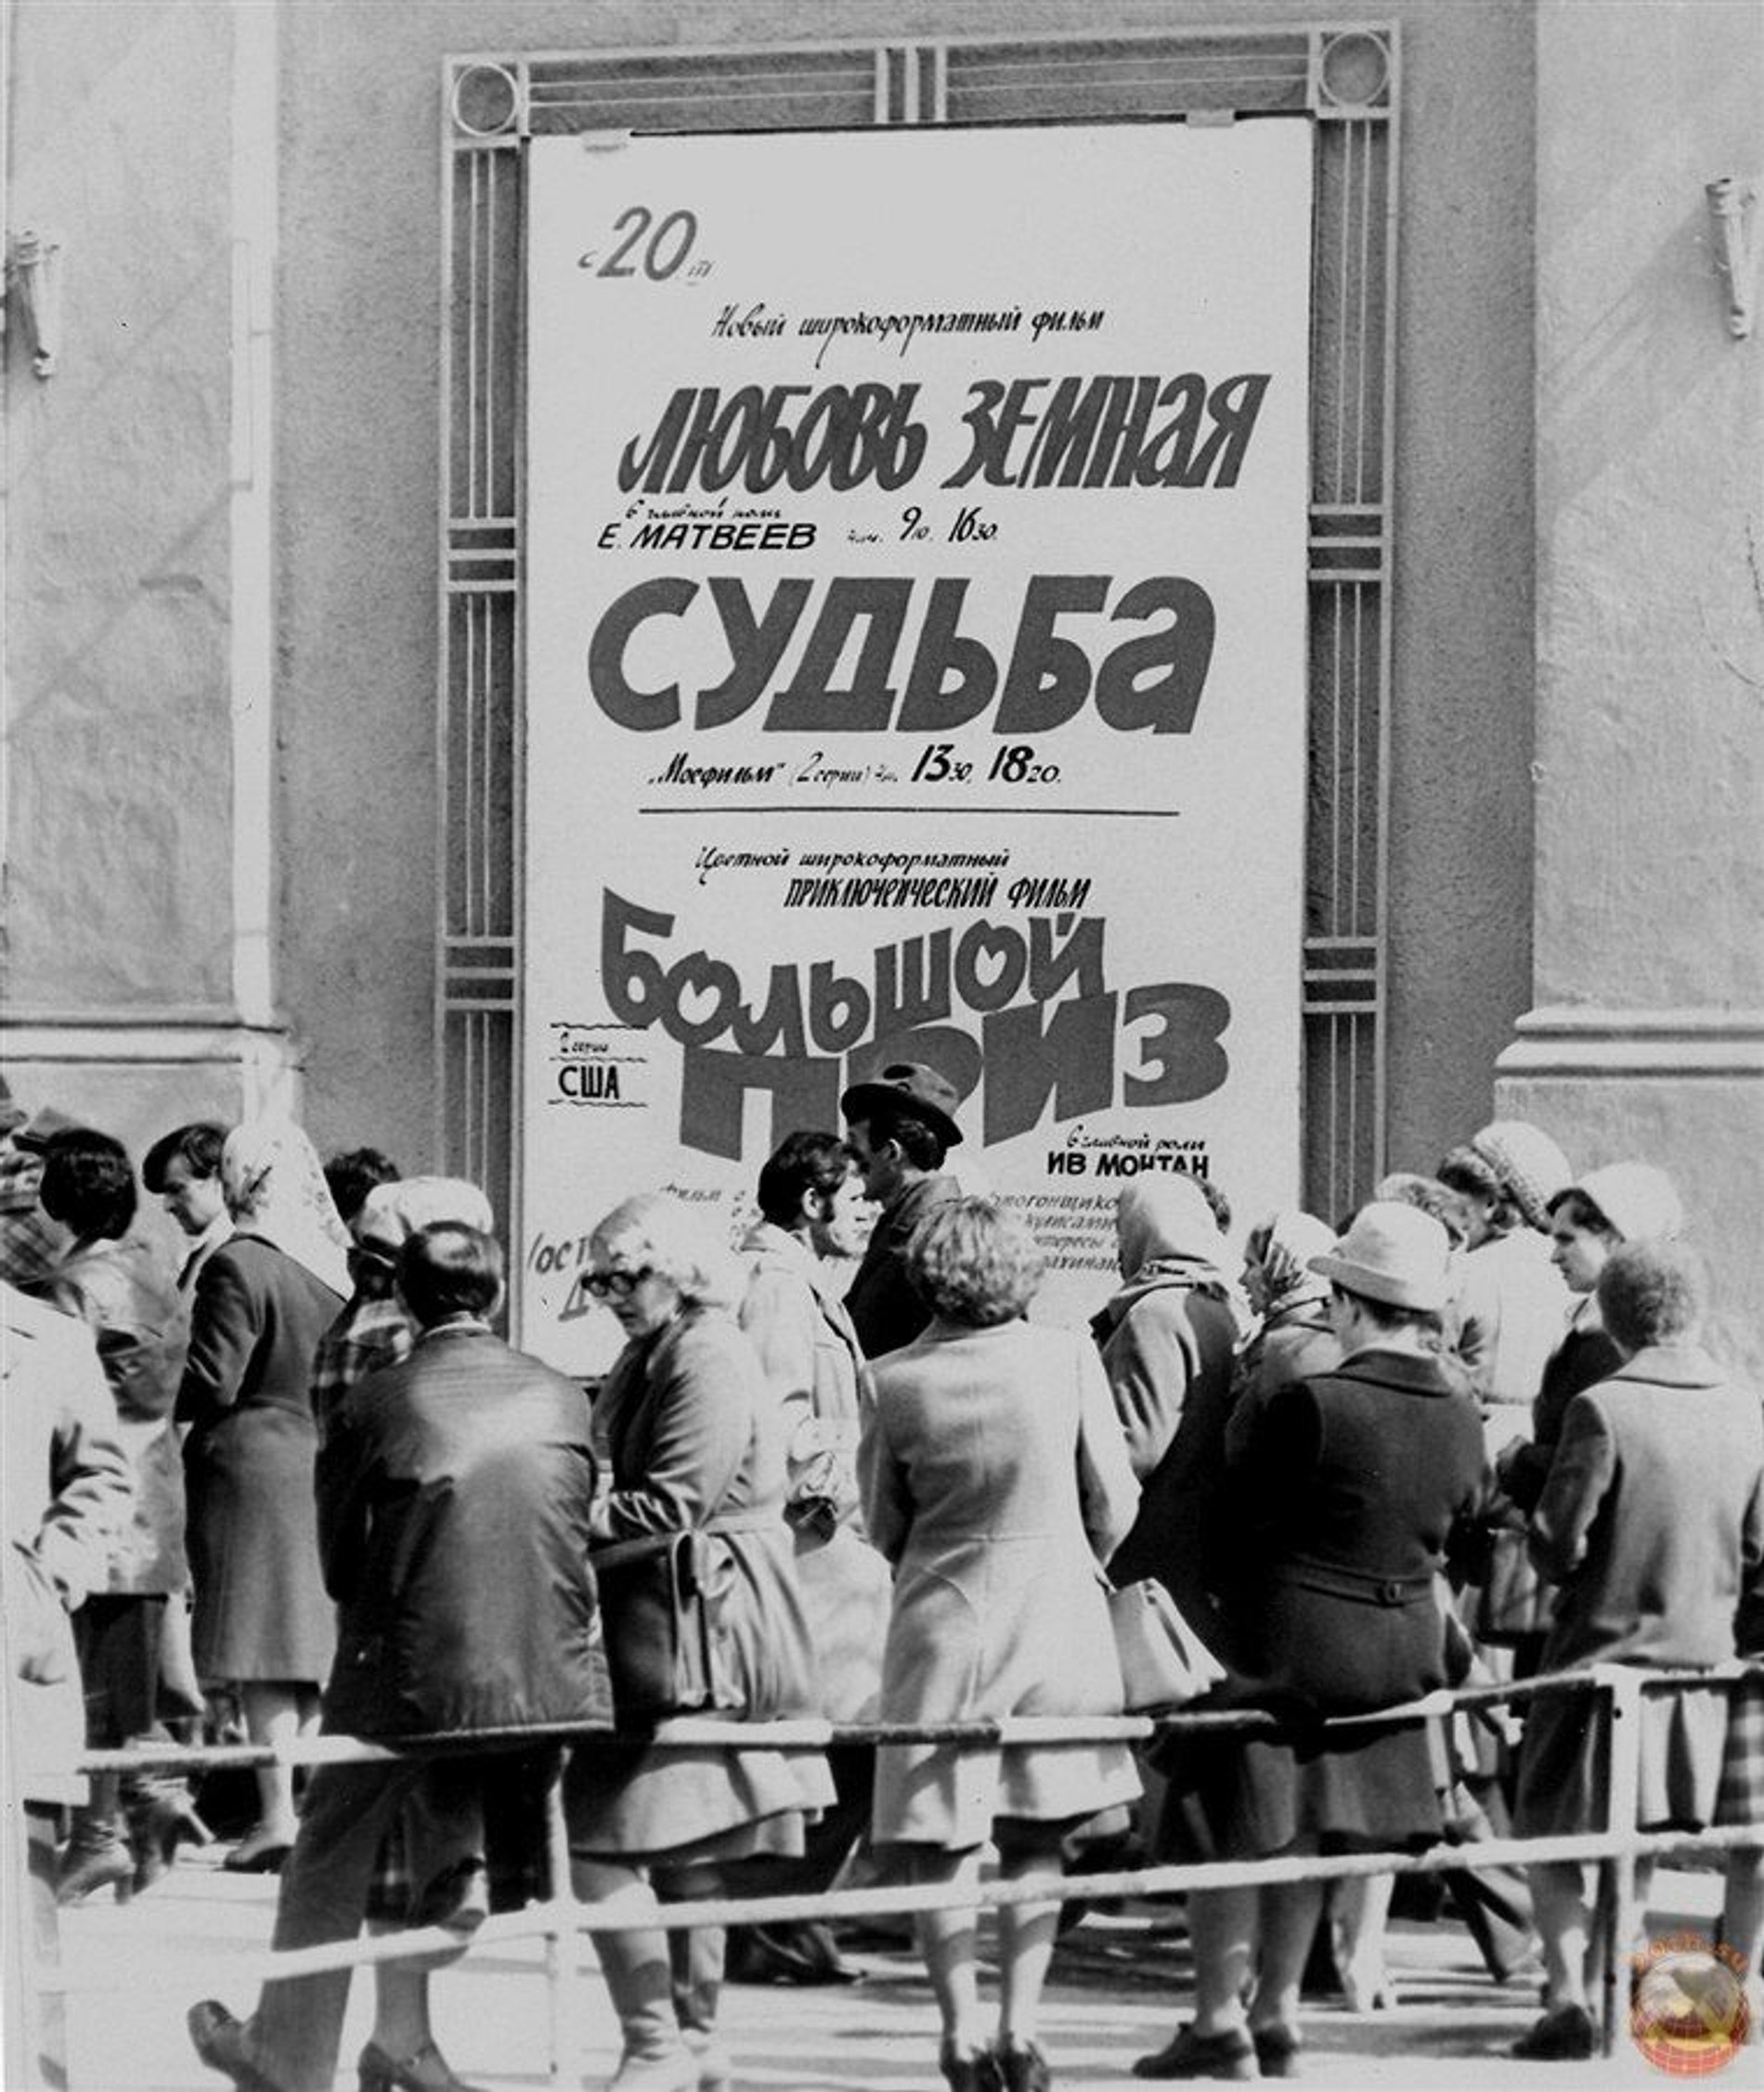 с 20
Новый широкоформатный фильм
ЛЮБОВЬ ЗЕМНАЯ
в главной роли
Е. МАТВЕЕВ 9 10. 16 30.
СУДЬБА
„Мосфильм" (2 серии) 13 30, 18 20.
Цветной широкоформатный
ПРИКЛЮЧЕНЧЕСКИЙ ФИЛЬМ
БОЛЬШОЙ
ПРИЗ
2 серии
США
в главной роли
ИВ МОНТАН
фильм о